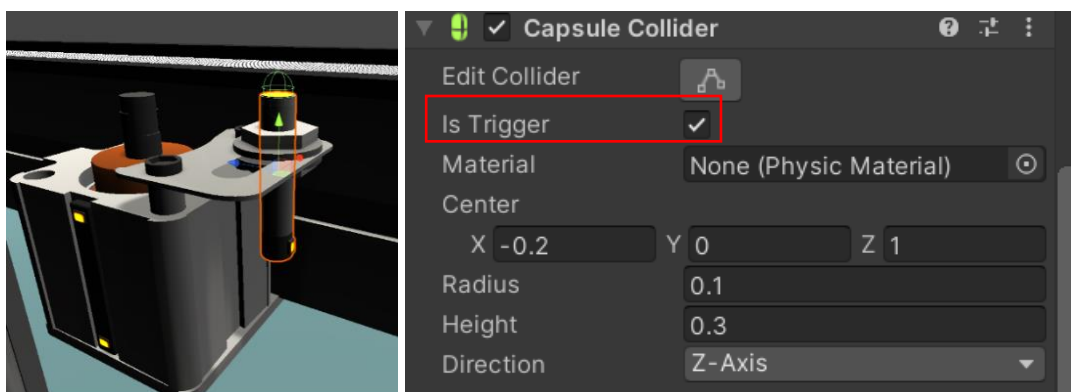 Capsule Collider
Edit Collider
Is Trigger
Material None (Physic Material)
Center
X -0.2 Y 0 Z 1
Radius 0.1
Height 0.3
Direction Z-Axis